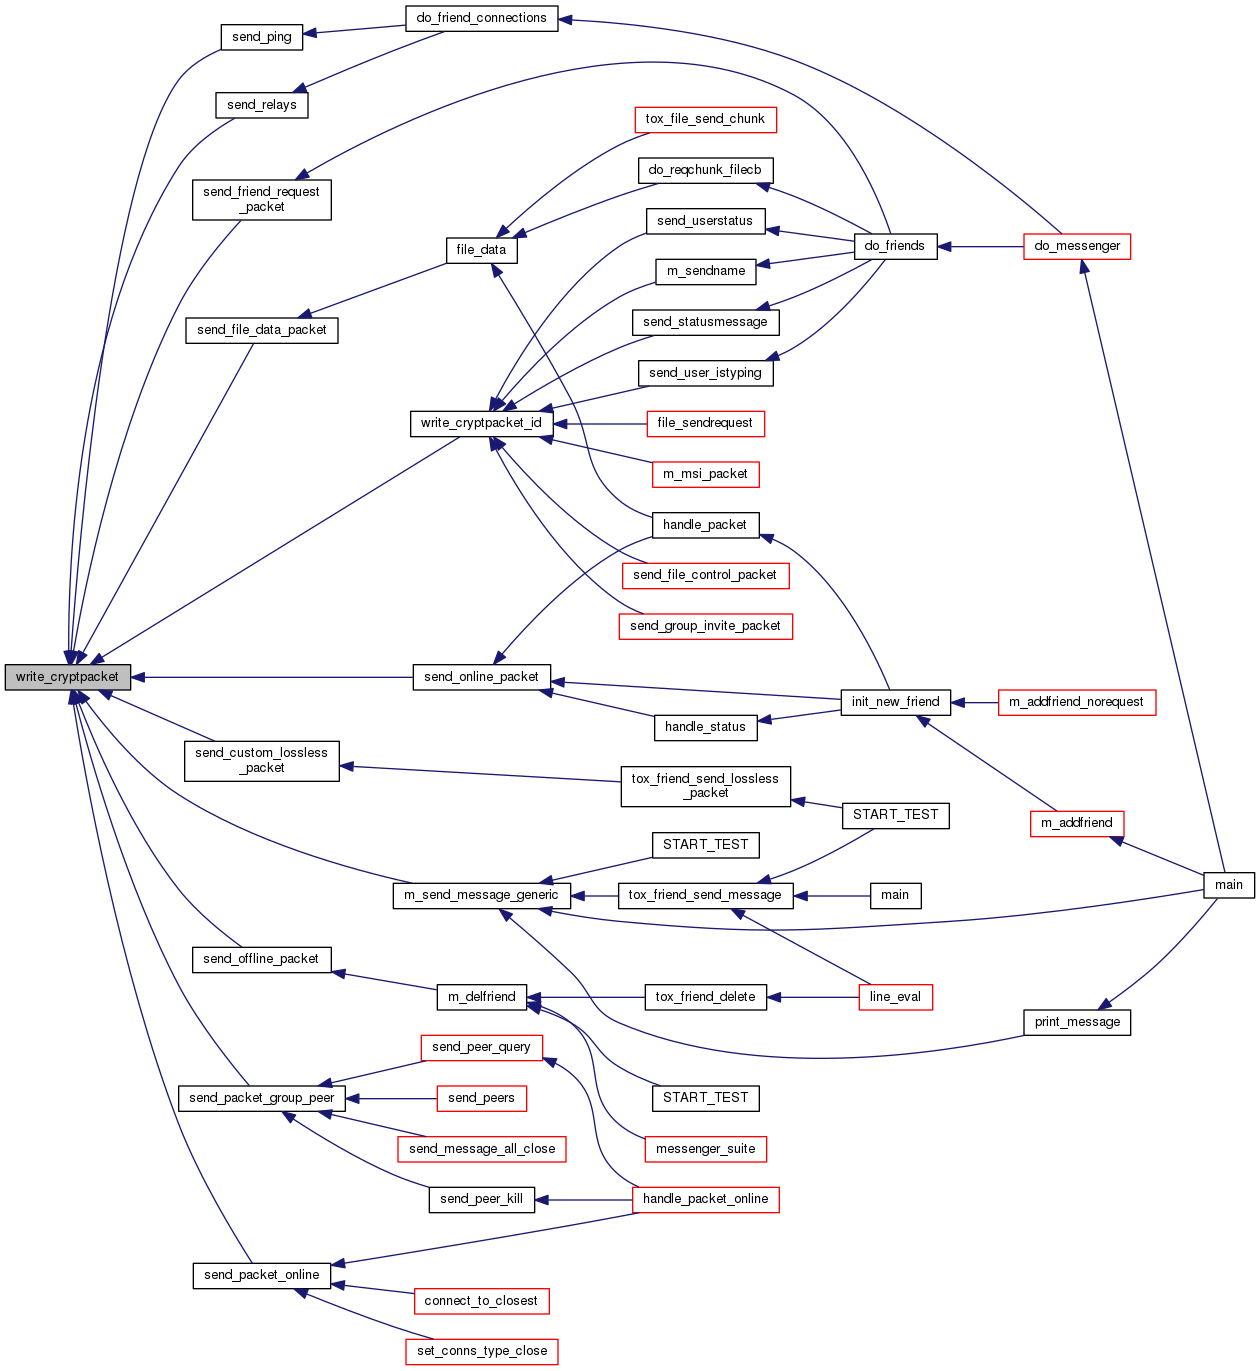 do_friend_connections
send_ping
send_relays
tox_file_send_chunk
do_reqchunk_filecb
send_friend_request
_packet
send_userstatus
file_data
do_friends
do_messenger
m_sendname
send_statusmessage
send_file_data_packet
send_user_istyping
write_cryptpacket_id
file_sendrequest
m_msi_packet
handle_packet
send_file_control_packet
send_group_invite_packet
write_cryptpacket
send_online_packet
init_new_friend
m_addfriend_norequest
handle_status
send_custom_lossless
_packet
tox_friend_send_lossless
_packet
START_TEST
m_addfriend
START_TEST
main
m_send_message_generic
tox_friend_send_message
main
send_offline_packet
m_delfriend
tox_friend_delete
line_eval
print_message
send_peer_query
send_packet_group_peer
send_peers
START_TEST
send_message_all_close
messenger_suite
send_peer_kill
handle_packet_online
send_packet_online
connect_to_closest
set_conns_type_close